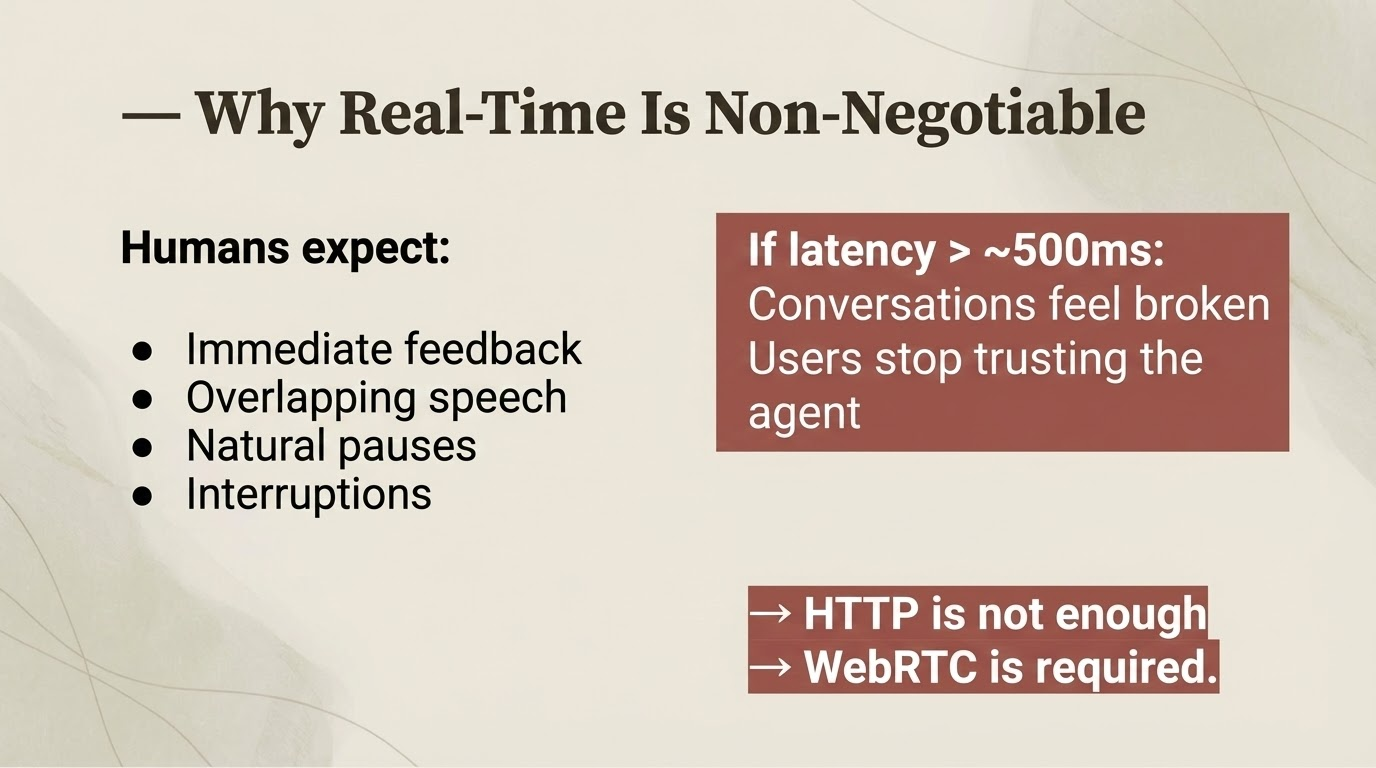 — Why Real-Time Is Non-Negotiable
Humans expect:
● Immediate feedback
● Overlapping speech
● Natural pauses
● Interruptions
If latency > ~500ms:
Conversations feel broken
Users stop trusting the
agent
→ HTTP is not enough
→ WebRTC is required.